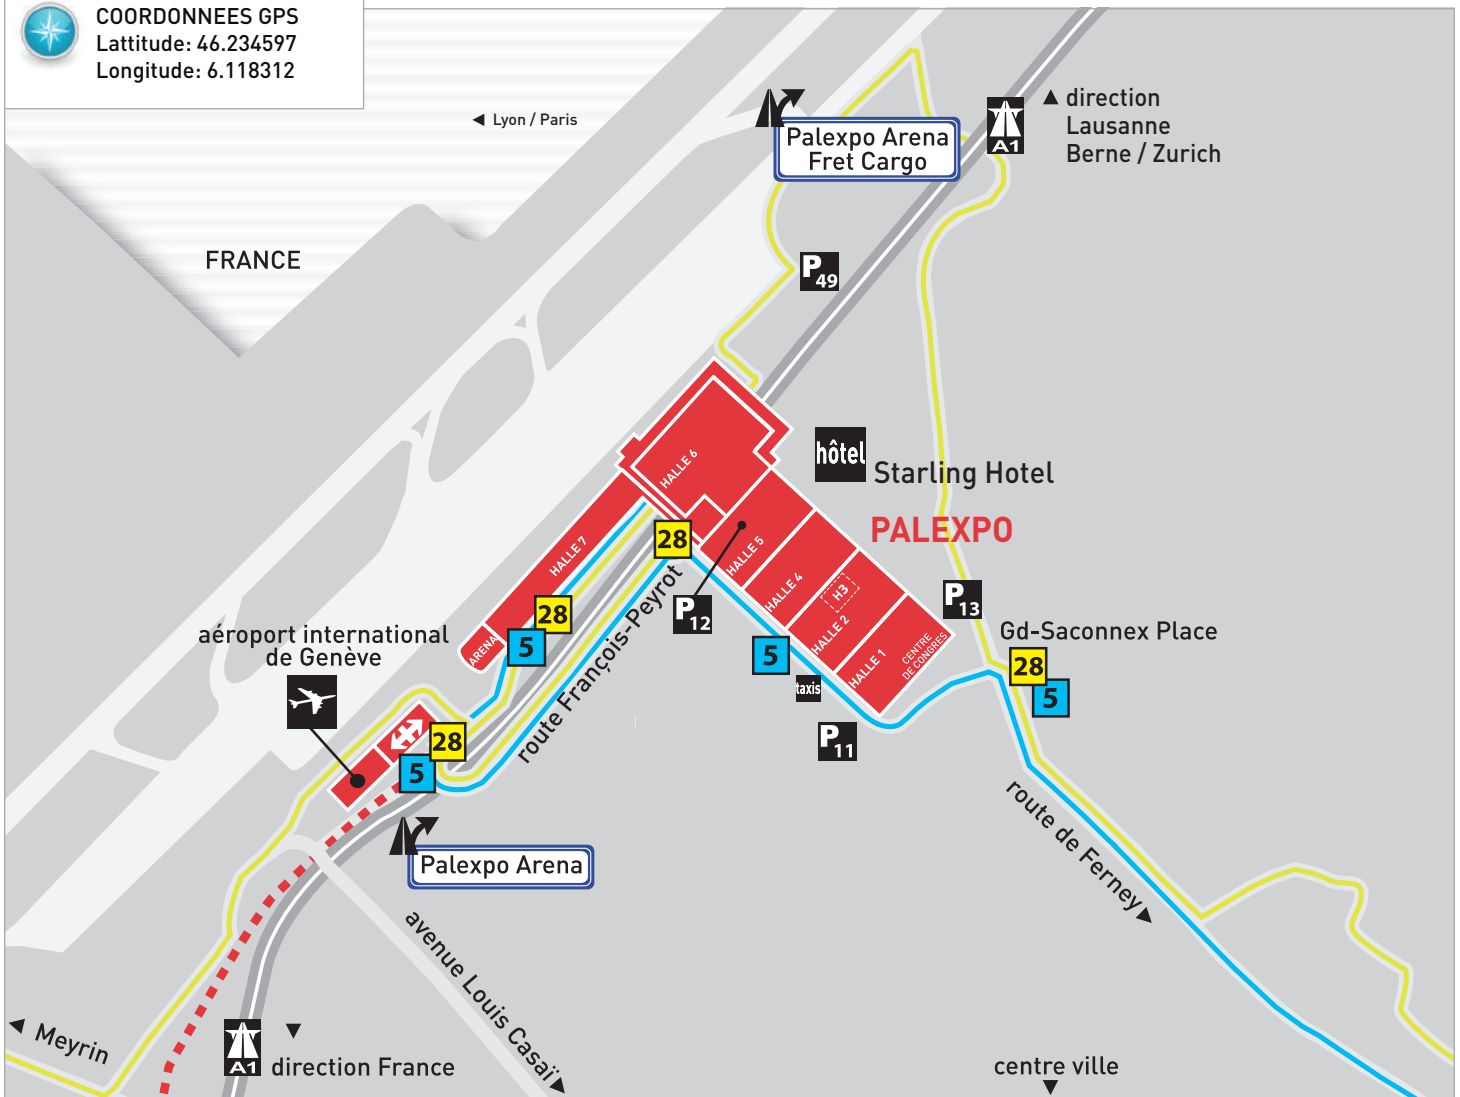 COORDONNEES GPS
Lattitude: 46.234597
Longitude: 6.118312
Lyon / Paris
FRANCE
Palexpo Arena
Fret Cargo
A1
direction
Lausanne
Berne / Zurich
P49
hôtel
Starling Hotel
PALEXPO
HALLE 6
HALLE 7
ARENA
HALLE 5
HALLE 4
H3
HALLE 2
HALLE 1
CENTRE
DE CONGRES
28
28
5
P12
5
taxis
P11
P13
Gd-Saconnex Place
28
5
route François-Peyrot
aéroport international
de Genève
28
5
Palexpo Arena
route de Ferney
avenue Louis Casaï
Meyrin
A1
direction France
centre ville